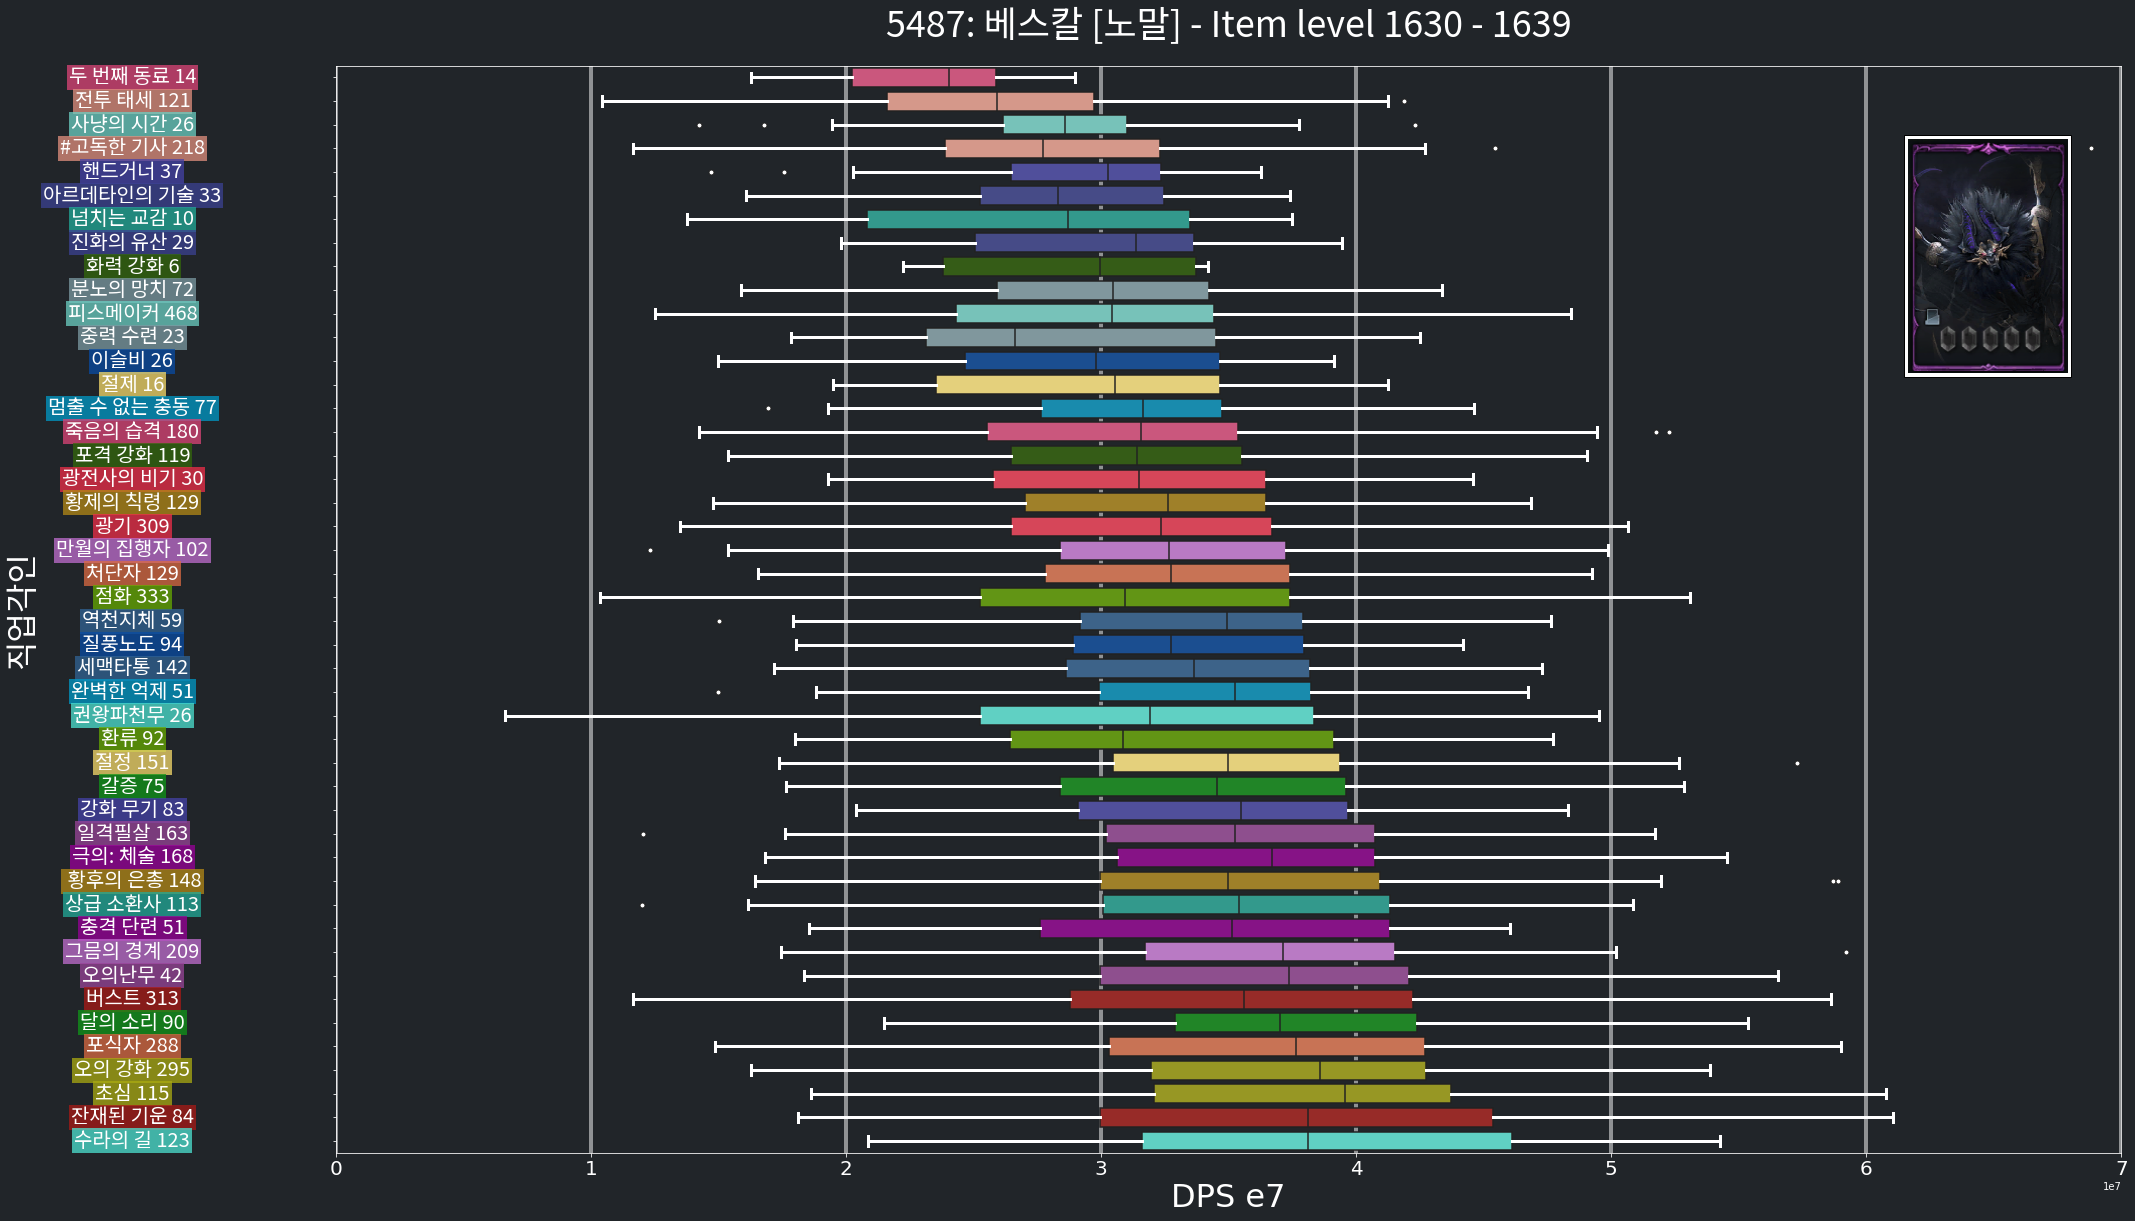 5487: 베스칼 [노말] - Item level 1630 - 1639
두 번째 동료 14
전투 태세 121
사냥의 시간 26
#고독한 기사 218
핸드거너 37
아르데타인의 기술 33
넘치는 교감 10
진화의 유산 29
화력 강화 6
분노의 망치 72
피스메이커 468
중력 수련 23
이슬비 26
절제 16
멈출 수 없는 충동 77
죽음의 습격 180
포격 강화 119
광전사의 비기 30
황제의 칙령 129
광기 309
만월의 집행자 102
처단자 129
점화 333
역천지체 59
질풍노도 94
세맥타통 142
완벽한 억제 51
권왕파천무 26
환류 92
절정 151
갈증 75
강화 무기 83
일격필살 163
극의: 체술 168
황후의 은총 148
상급 소환사 113
충격 단련 51
그믐의 경계 209
오의난무 42
버스트 313
달의 소리 90
포식자 288
오의 강화 295
초심 115
잔재된 기운 84
수라의 길 123
직업각인
0 1 2 3 4 5 6 7
1e7
DPS e7